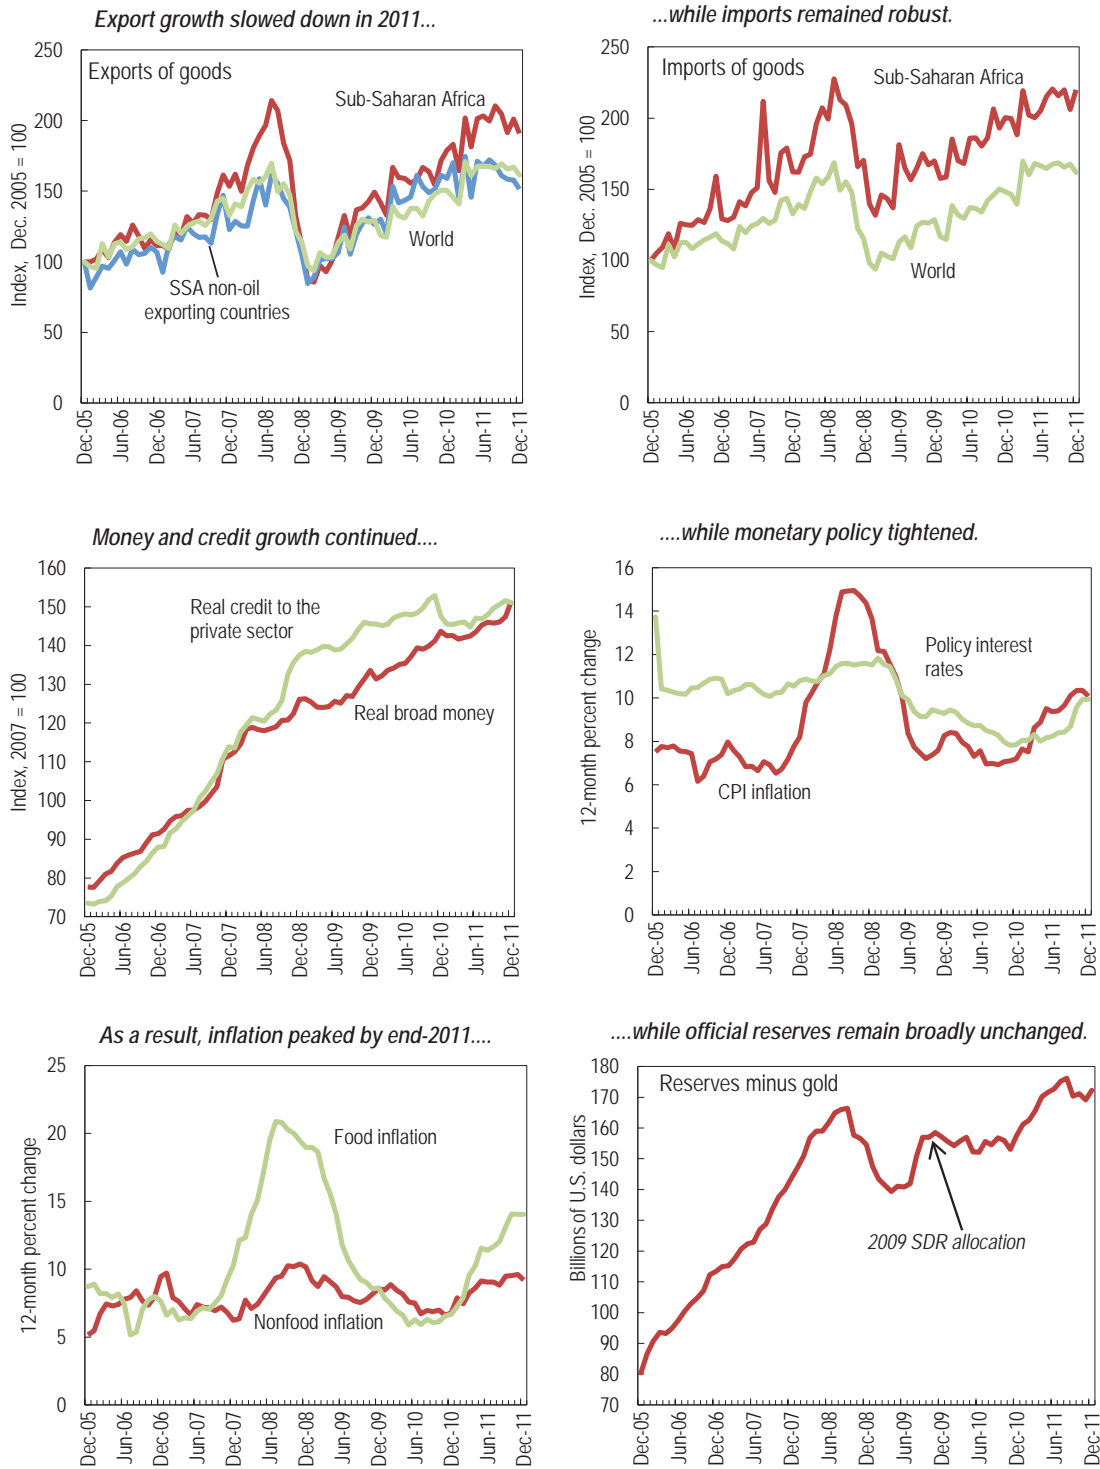 Export growth slowed down in 2011...
Exports of goods
Sub-Saharan Africa
World
SSA non-oil
exporting countries
Index, Dec. 2005 = 100
250
200
150
100
50
0
Dec-05
Jun-06
Dec-06
Jun-07
Dec-07
Jun-08
Dec-08
Jun-09
Dec-09
Jun-10
Dec-10
Jun-11
Dec-11
...while imports remained robust.
Imports of goods
Sub-Saharan Africa
World
Index, Dec. 2005 = 100
250
200
150
100
50
0
Dec-05
Jun-06
Dec-06
Jun-07
Dec-07
Jun-08
Dec-08
Jun-09
Dec-09
Jun-10
Dec-10
Jun-11
Dec-11
Money and credit growth continued....
Real credit to the
private sector
Real broad money
Index, 2007 = 100
160
150
140
130
120
110
100
90
80
70
Dec-05
Jun-06
Dec-06
Jun-07
Dec-07
Jun-08
Dec-08
Jun-09
Dec-09
Jun-10
Dec-10
Jun-11
Dec-11
....while monetary policy tightened.
Policy interest
rates
CPI inflation
12-month percent change
16
14
12
10
8
6
4
2
0
Dec-05
Jun-06
Dec-06
Jun-07
Dec-07
Jun-08
Dec-08
Jun-09
Dec-09
Jun-10
Dec-10
Jun-11
Dec-11
As a result, inflation peaked by end-2011....
Food inflation
Nonfood inflation
12-month percent change
25
20
15
10
5
0
Dec-05
Jun-06
Dec-06
Jun-07
Dec-07
Jun-08
Dec-08
Jun-09
Dec-09
Jun-10
Dec-10
Jun-11
Dec-11
....while official reserves remain broadly unchanged.
Reserves minus gold
2009 SDR allocation
Billions of U.S. dollars
180
170
160
150
140
130
120
110
100
90
80
70
Dec-05
Jun-06
Dec-06
Jun-07
Dec-07
Jun-08
Dec-08
Jun-09
Dec-09
Jun-10
Dec-10
Jun-11
Dec-11